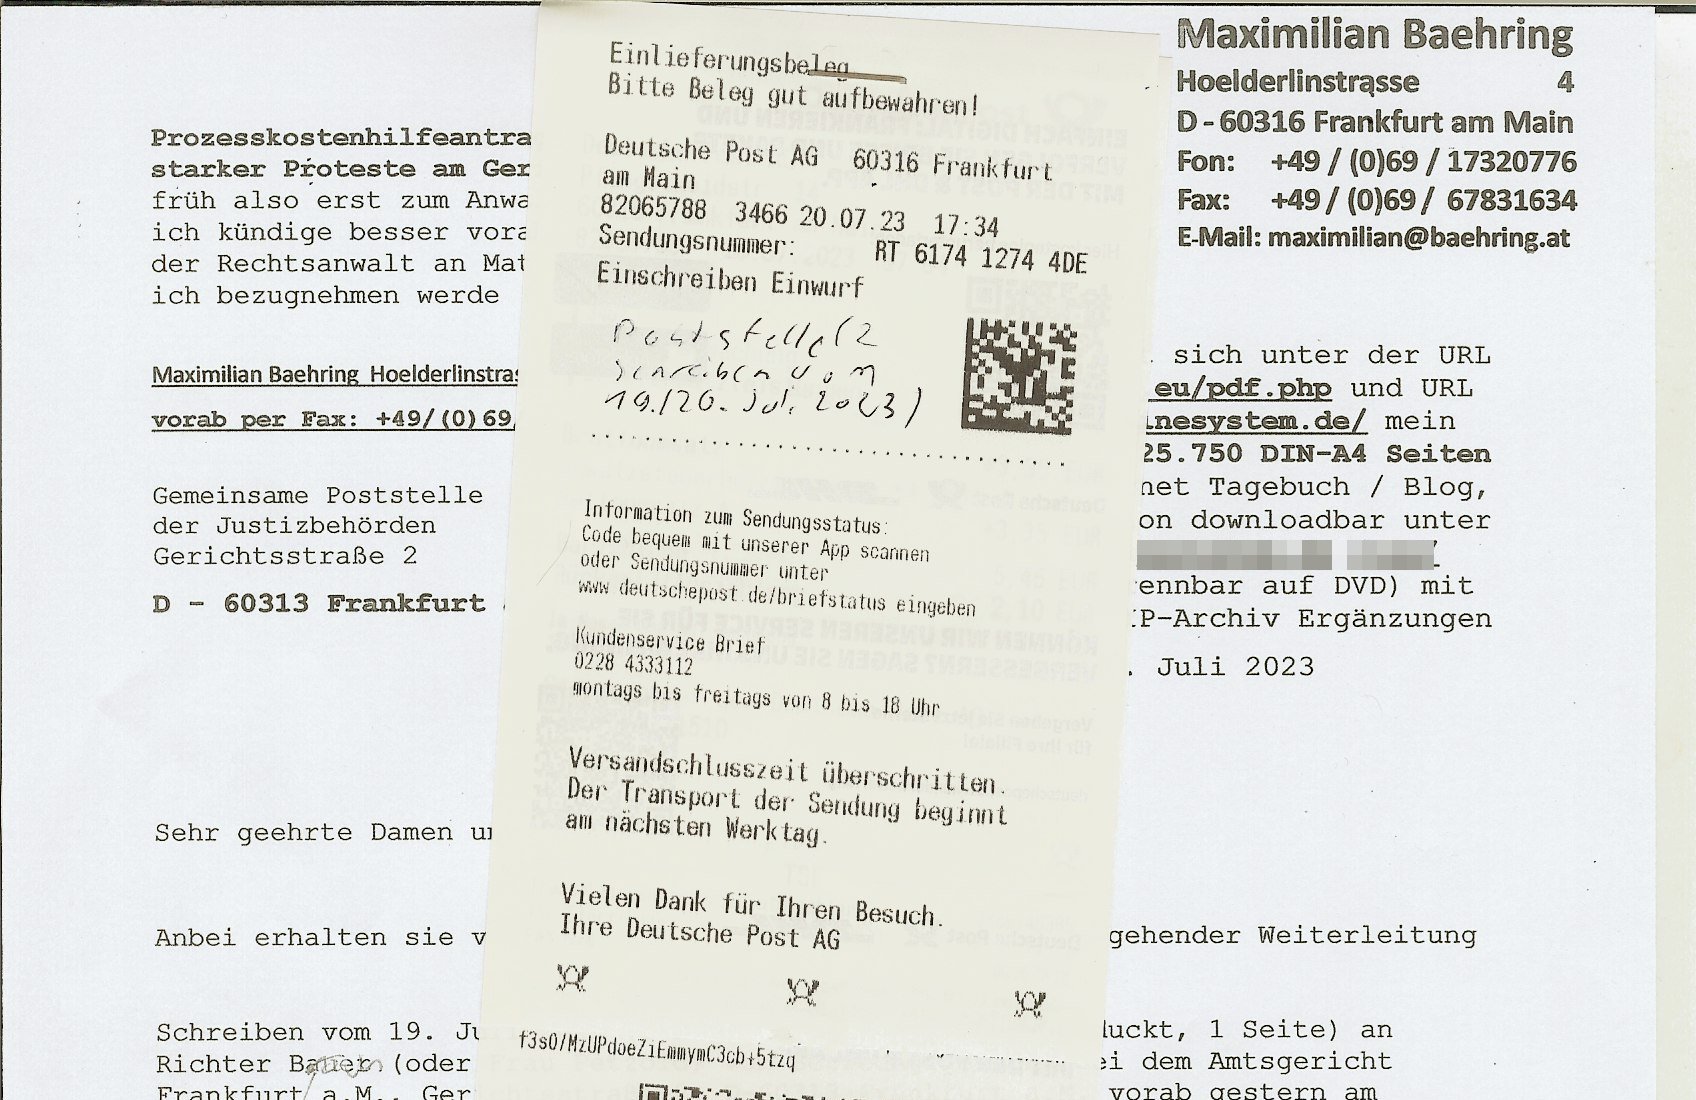 Maximilian Baehring
Hoelderlinstrasse 4
D - 60316 Frankfurt am Main
Fon: +49 / (0)69 / 17320776
Fax: +49 / (0)69 / 67831634
E-Mail: maximilian@baehring.at
Prozesskostenhilfeantra
starker Proteste am Ger
früh also erst zum Anwa
ich kündige besser vora
der Rechtsanwalt an Mat
ich bezugnehmen werde
Maximilian Baehring Hoelderlinstras
vorab per Fax: +49/(0)69/
Gemeinsame Poststelle
der Justizbehörden
Gerichtsstraße 2
D - 60313 Frankfurt
Sehr geehrte Damen un
Anbei erhalten sie v
Schreiben vom 19. Ju
Richter (oder
Frankfurt a.M., Ger
Einlieferungsbeleg
Bitte Beleg gut aufbewahren!
Deutsche Post AG 60316 Frankfurt
am Main
82065788 3466 20.07.23 17:34
Sendungsnummer: RT 6174 1274 4DE
Einschreiben Einwurf
Poststelle (2
Schreiben vom
19./20. Jul. 2023)
Information zum Sendungsstatus:
Code bequem mit unserer App scannen
oder Sendungsnummer unter
www.deutschepost.de/briefstatus eingeben
Kundenservice Brief
0228 4333112
montags bis freitags von 8 bis 18 Uhr
Versandschlusszeit überschritten.
Der Transport der Sendung beginnt
am nächsten Werktag.
Vielen Dank für Ihren Besuch.
Ihre Deutsche Post AG
f3s0/MzUPdoeZiEmmymC3cb+5tzq
sich unter der URL
eu/pdf.php und URL
inesystem.de/ mein
25.750 DIN-A4 Seiten
net Tagebuch / Blog,
on downloadbar unter
ennbar auf DVD) mit
IP-Archiv Ergänzungen
. Juli 2023
gehender Weiterleitung
duckt, 1 Seite) an
ei dem Amtsgericht
vorab gestern am